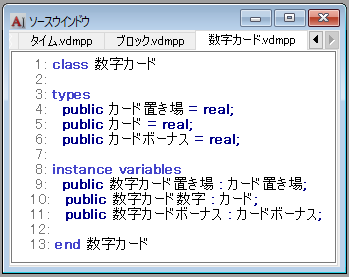 ソースウィンドウ
タイム.vdmpp ブロック.vdmpp 数字カード.vdmpp
1: class 数字カード
2:
3: types
4: public カード置き場 = real;
5: public カード = real;
6: public カードボーナス = real;
7:
8: instance variables
9: public 数字カード置き場 : カード置き場;
10: public 数字カード数字 : カード;
11: public 数字カードボーナス : カードボーナス;
12:
13: end 数字カード